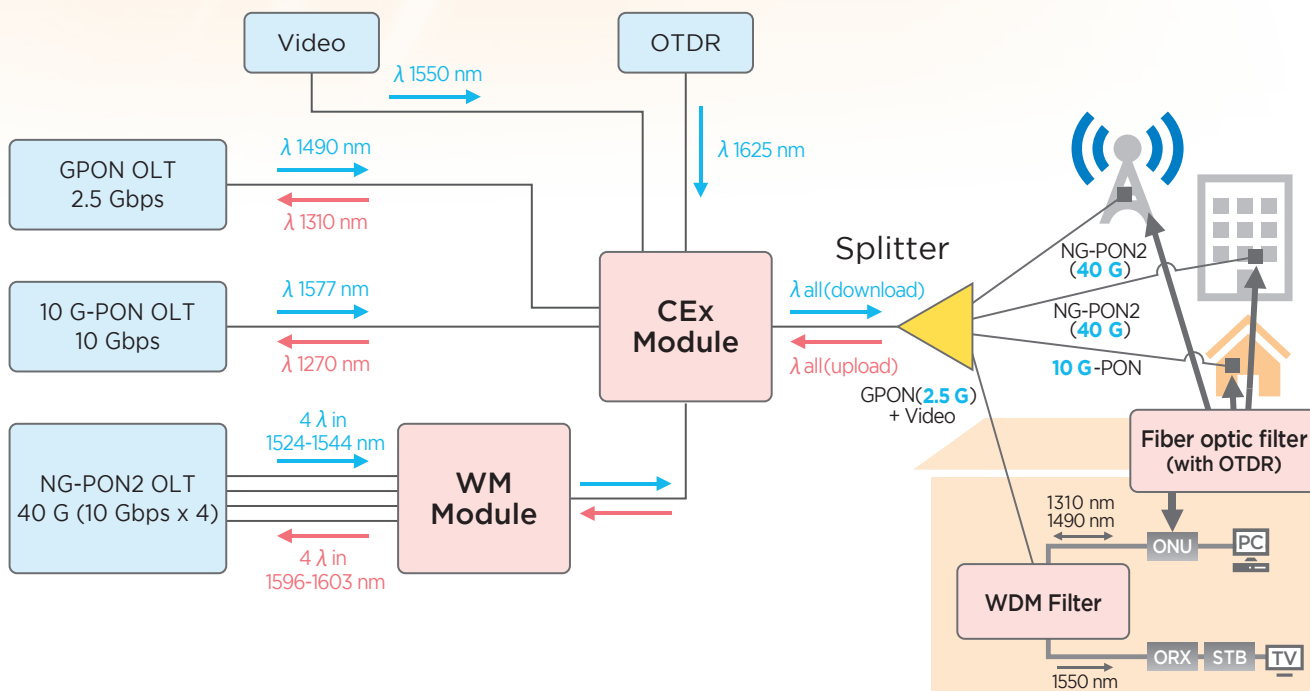 Video
OTDR
λ 1550 nm
λ 1625 nm
GPON OLT
2.5 Gbps
λ 1490 nm
λ 1310 nm
10 G-PON OLT
10 Gbps
λ 1577 nm
λ 1270 nm
NG-PON2 OLT
40 G (10 Gbps x 4)
4 λ in
1524-1544 nm
4 λ in
1596-1603 nm
WM
Module
CEx
Module
λ all(download)
λ all(upload)
Splitter
NG-PON2
(40 G)
NG-PON2
(40 G)
10 G-PON
GPON(2.5 G)
+ Video
Fiber optic filter
(with OTDR)
1310 nm
1490 nm
ONU
PC
WDM Filter
1550 nm
ORX
STB
TV